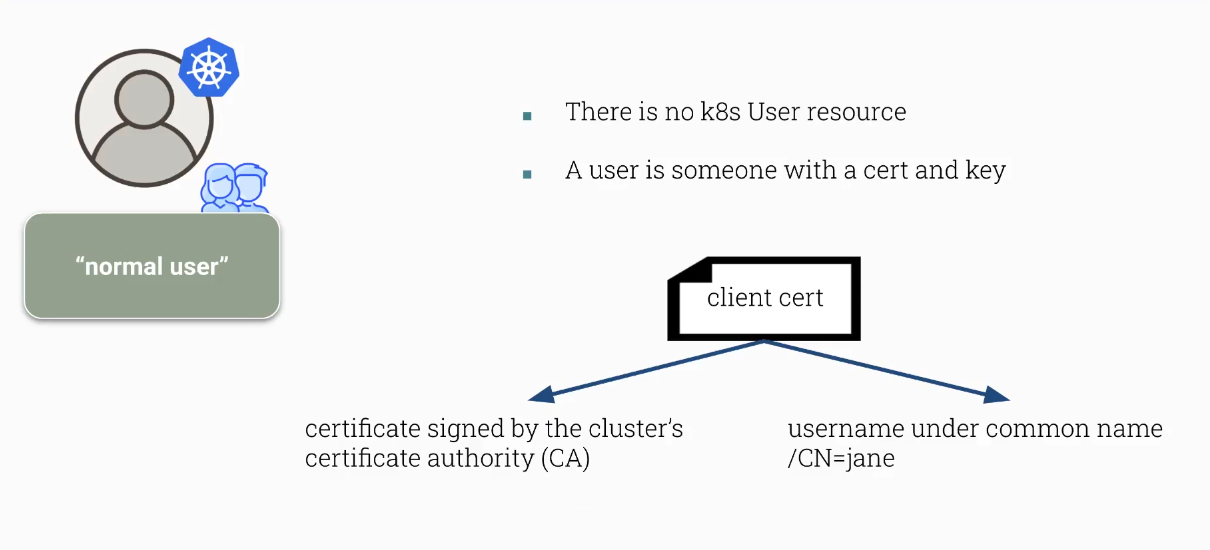 There is no k8s User resource
A user is someone with a cert and key
“normal user”
client cert
certificate signed by the cluster’s
certificate authority (CA)
username under common name
/CN=jane